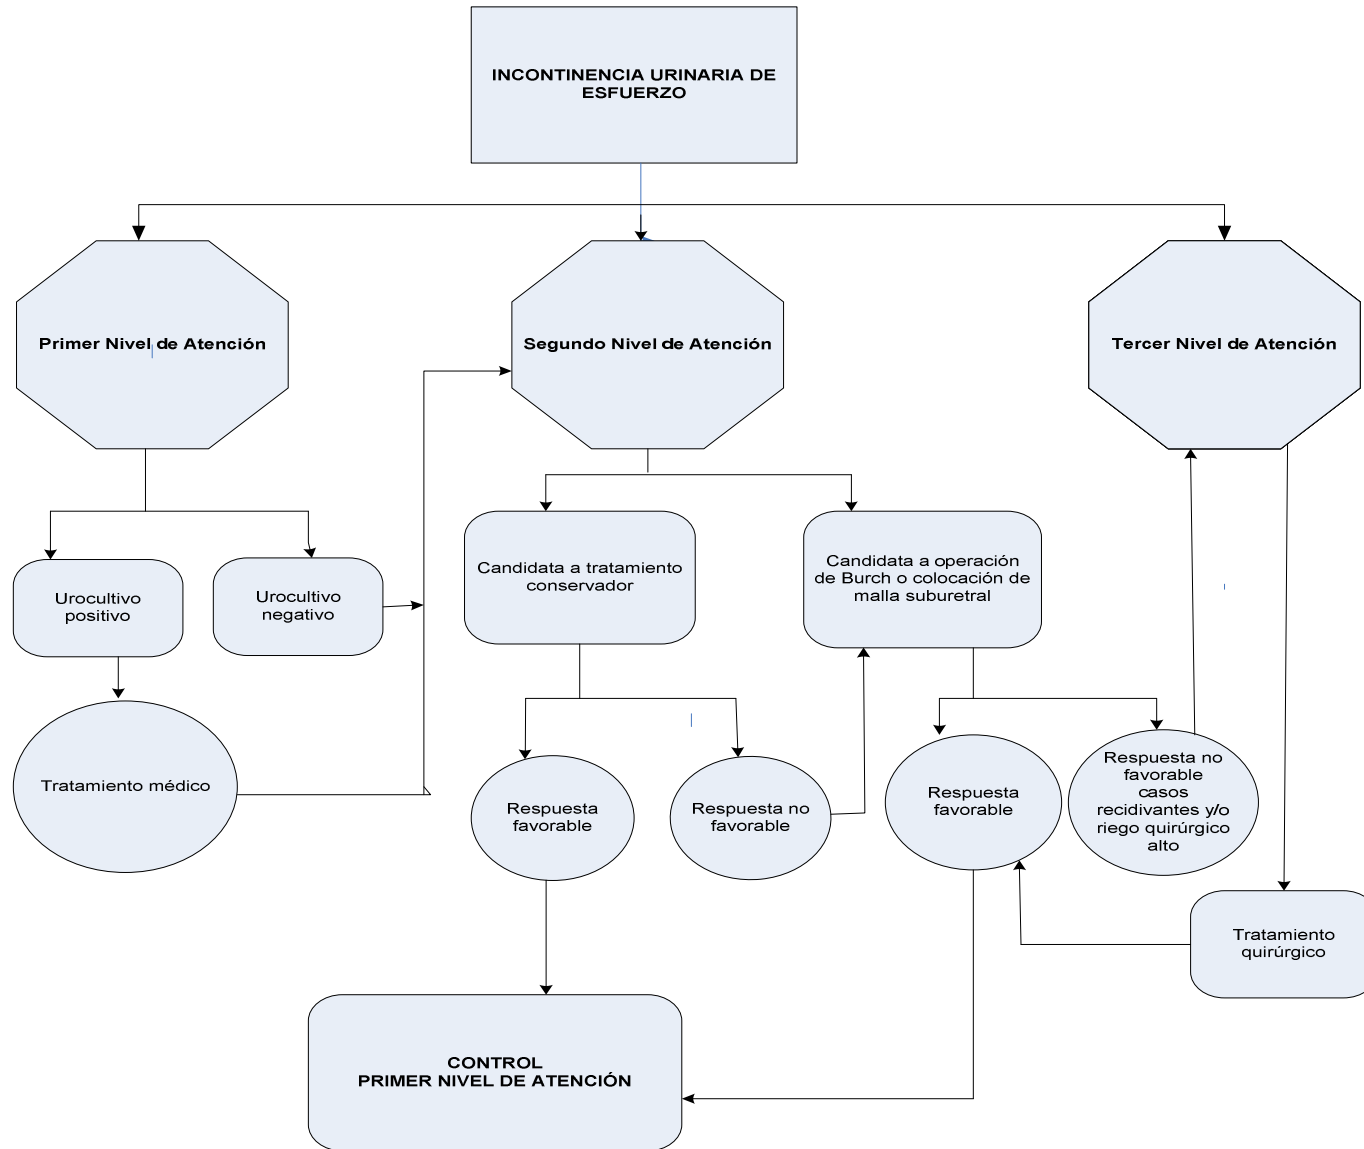 INCONTINENCIA URINARIA DE
ESFUERZO
Primer Nivel de Atención
Segundo Nivel de Atención
Tercer Nivel de Atención
Urocultivo
positivo
Urocultivo
negativo
Candidata a tratamiento
conservador
Candidata a operación
de Burch o colocación de
malla suburetral
Tratamiento médico
Respuesta
favorable
Respuesta no
favorable
Respuesta
favorable
Respuesta no
favorable
casos
recidivantes y/o
riego quirúrgico
alto
Tratamiento
quirúrgico
CONTROL
PRIMER NIVEL DE ATENCIÓN